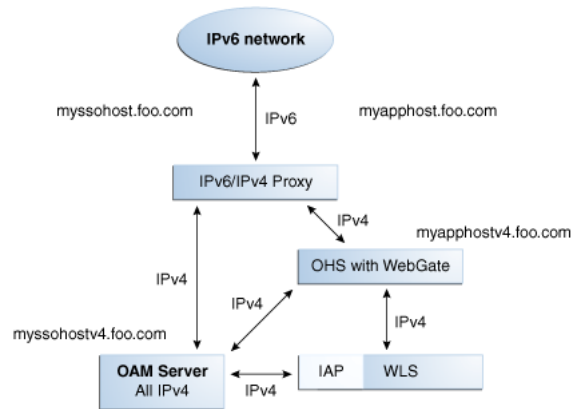 IPv6 network
myssohost.foo.com
IPv6
myapphost.foo.com
IPv6/IPv4 Proxy
IPv4
myapphostv4.foo.com
OHS with WebGate
IPv4
IPv4
IPv4
myssohostv4.foo.com
OAM Server
All IPv4
IPv4
IAP
WLS